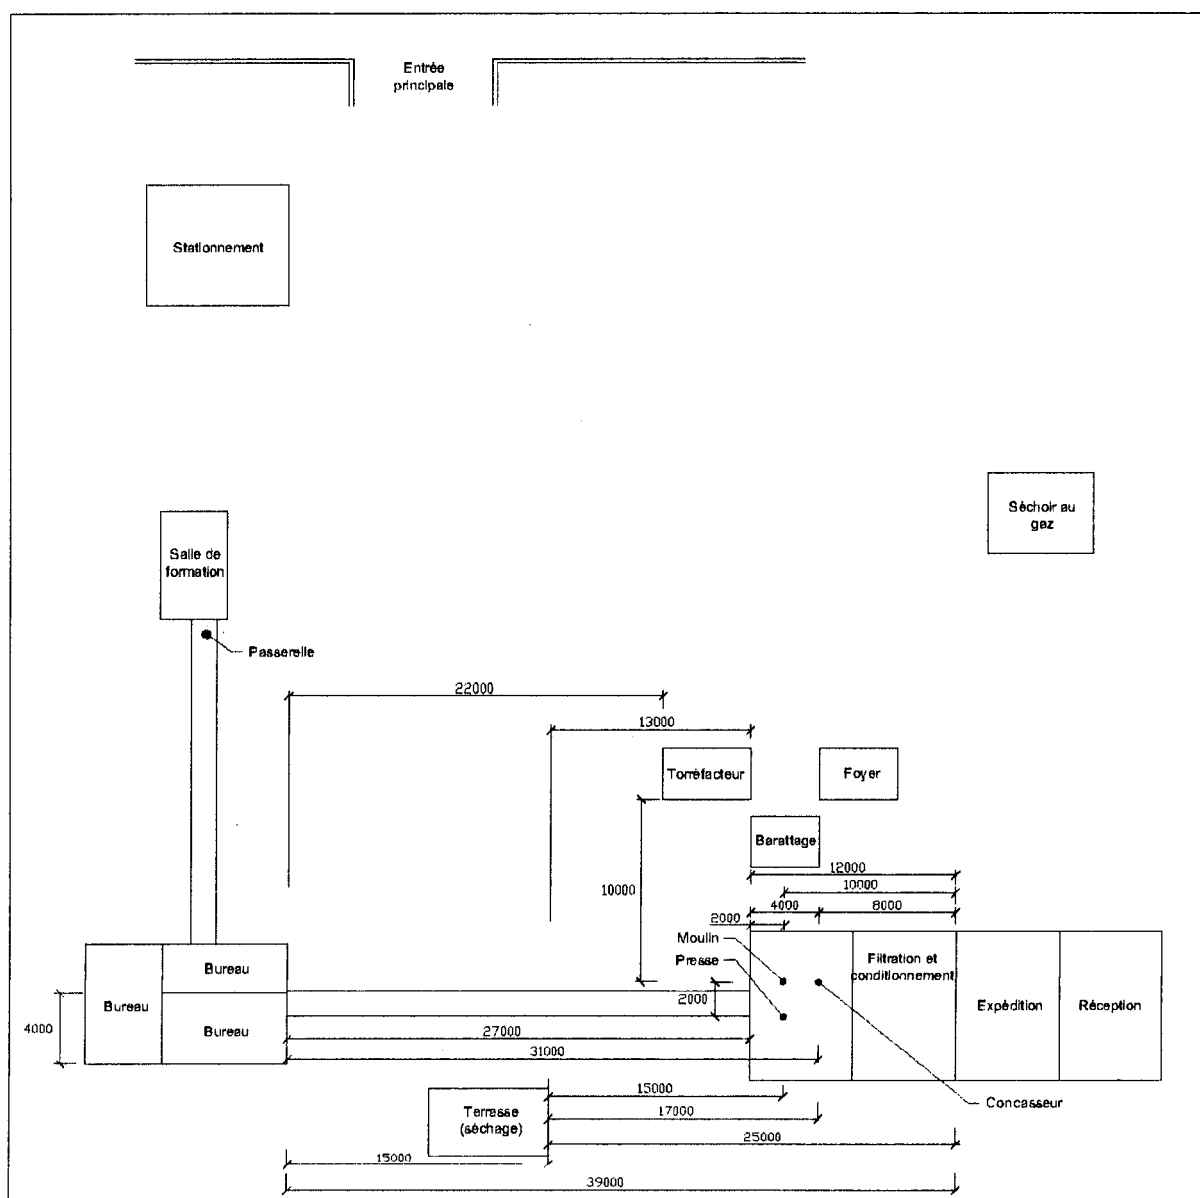 Entrée
principale
Stationnement
Séchoir au
gaz
Salle de
formation
Passerelle
22000
13000
Torréfacteur
Foyer
Barattage
12000
10000
10000
4000
8000
2000
Moulin
Presse
Filtration et
conditionnement
Bureau
Bureau
Bureau
2000
Expédition
Réception
4000
27000
31000
15000
17000
Concasseur
Terrasse
(séchage)
25000
15000
39000